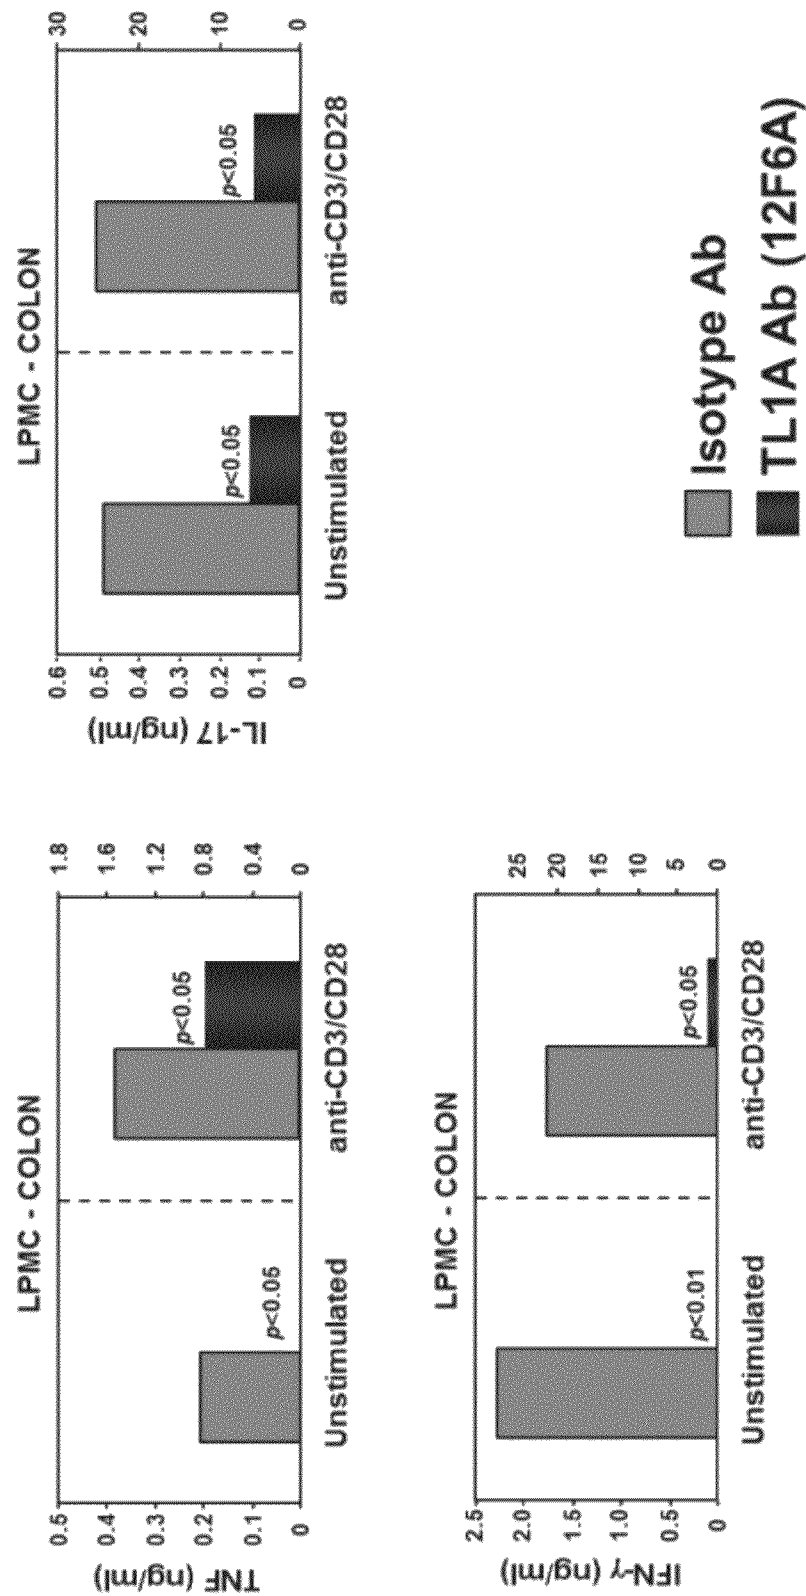 LPMC - COLON
TNF (ng/ml)
0.5
0.4
0.3
0.2
0.1
0
1.8
1.6
1.2
0.8
0.4
0
p<0.05
p<0.05
Unstimulated
anti-CD3/CD28
LPMC - COLON
IL-17 (ng/ml)
0.6
0.5
0.4
0.3
0.2
0.1
0
30
20
10
0
p<0.05
p<0.05
Unstimulated
anti-CD3/CD28
LPMC - COLON
IFN-γ (ng/ml)
2.5
2.0
1.5
1.0
0.5
0
25
20
15
10
5
0
p<0.01
p<0.05
Unstimulated
anti-CD3/CD28
Isotype Ab
TL1A Ab (12F6A)